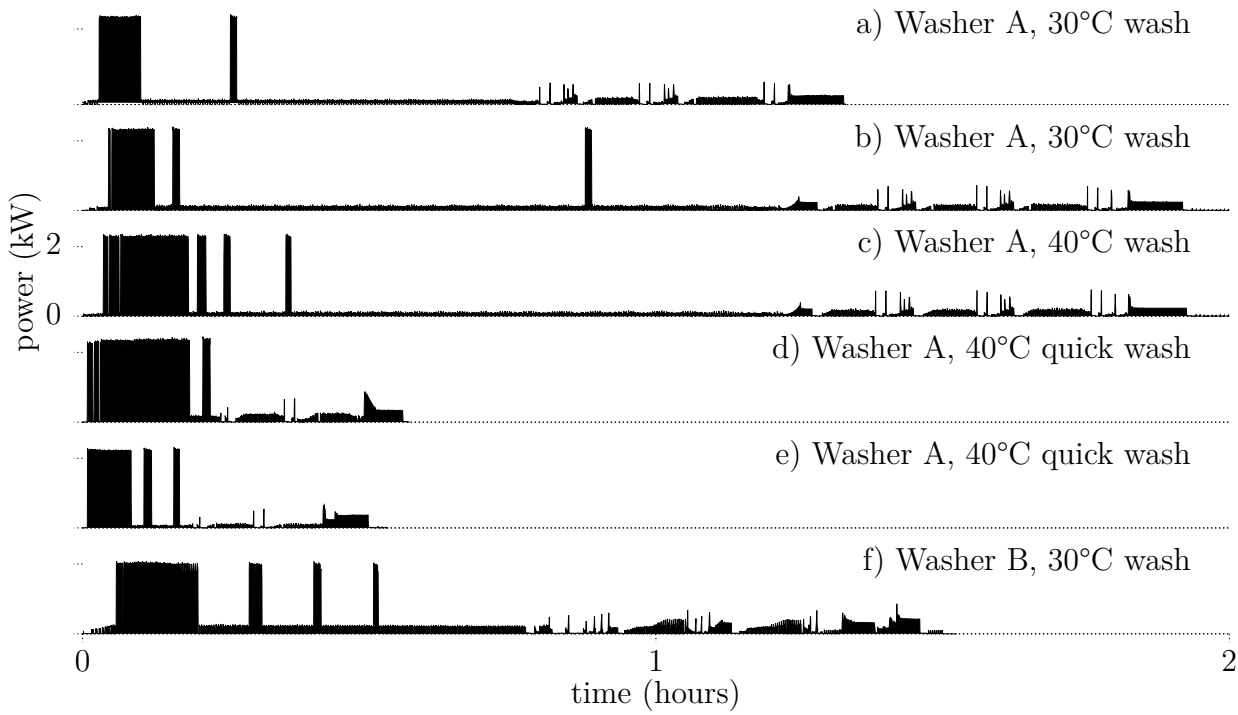 a) Washer A, 30°C wash
b) Washer A, 30°C wash
power (kW)
2
c) Washer A, 40°C wash
0
d) Washer A, 40°C quick wash
e) Washer A, 40°C quick wash
f) Washer B, 30°C wash
0 1 2
time (hours)